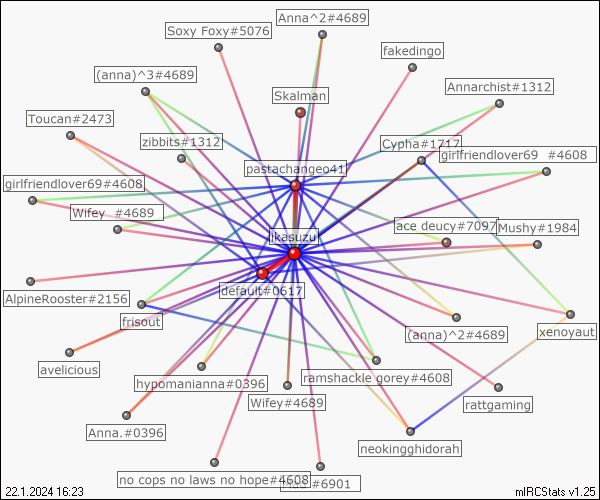 Anna^2#4689
Soxy Foxy#5076
fakedingo
(anna)^3#4689
Annarchist#1312
Skalman
Toucan#2473
zibbits#1312
Cypha#1717
girlfriendlover69 #4608
pastachangeo41
girlfriendlover69#4608
Wifey #4689
ace deucy#7097
Mushy#1984
jkasuzu
default#0617
AlpineRooster#2156
frisout
(anna)^2#4689
xenoyaut
avelicious
hypomanianna#0396
ramshackle gorey#4608
Wifey#4689
rattgaming
Anna.#0396
neokingghidorah
no cops no laws no hope#4608
#6901
22.1.2024 16:23
mIRCStats v1.25